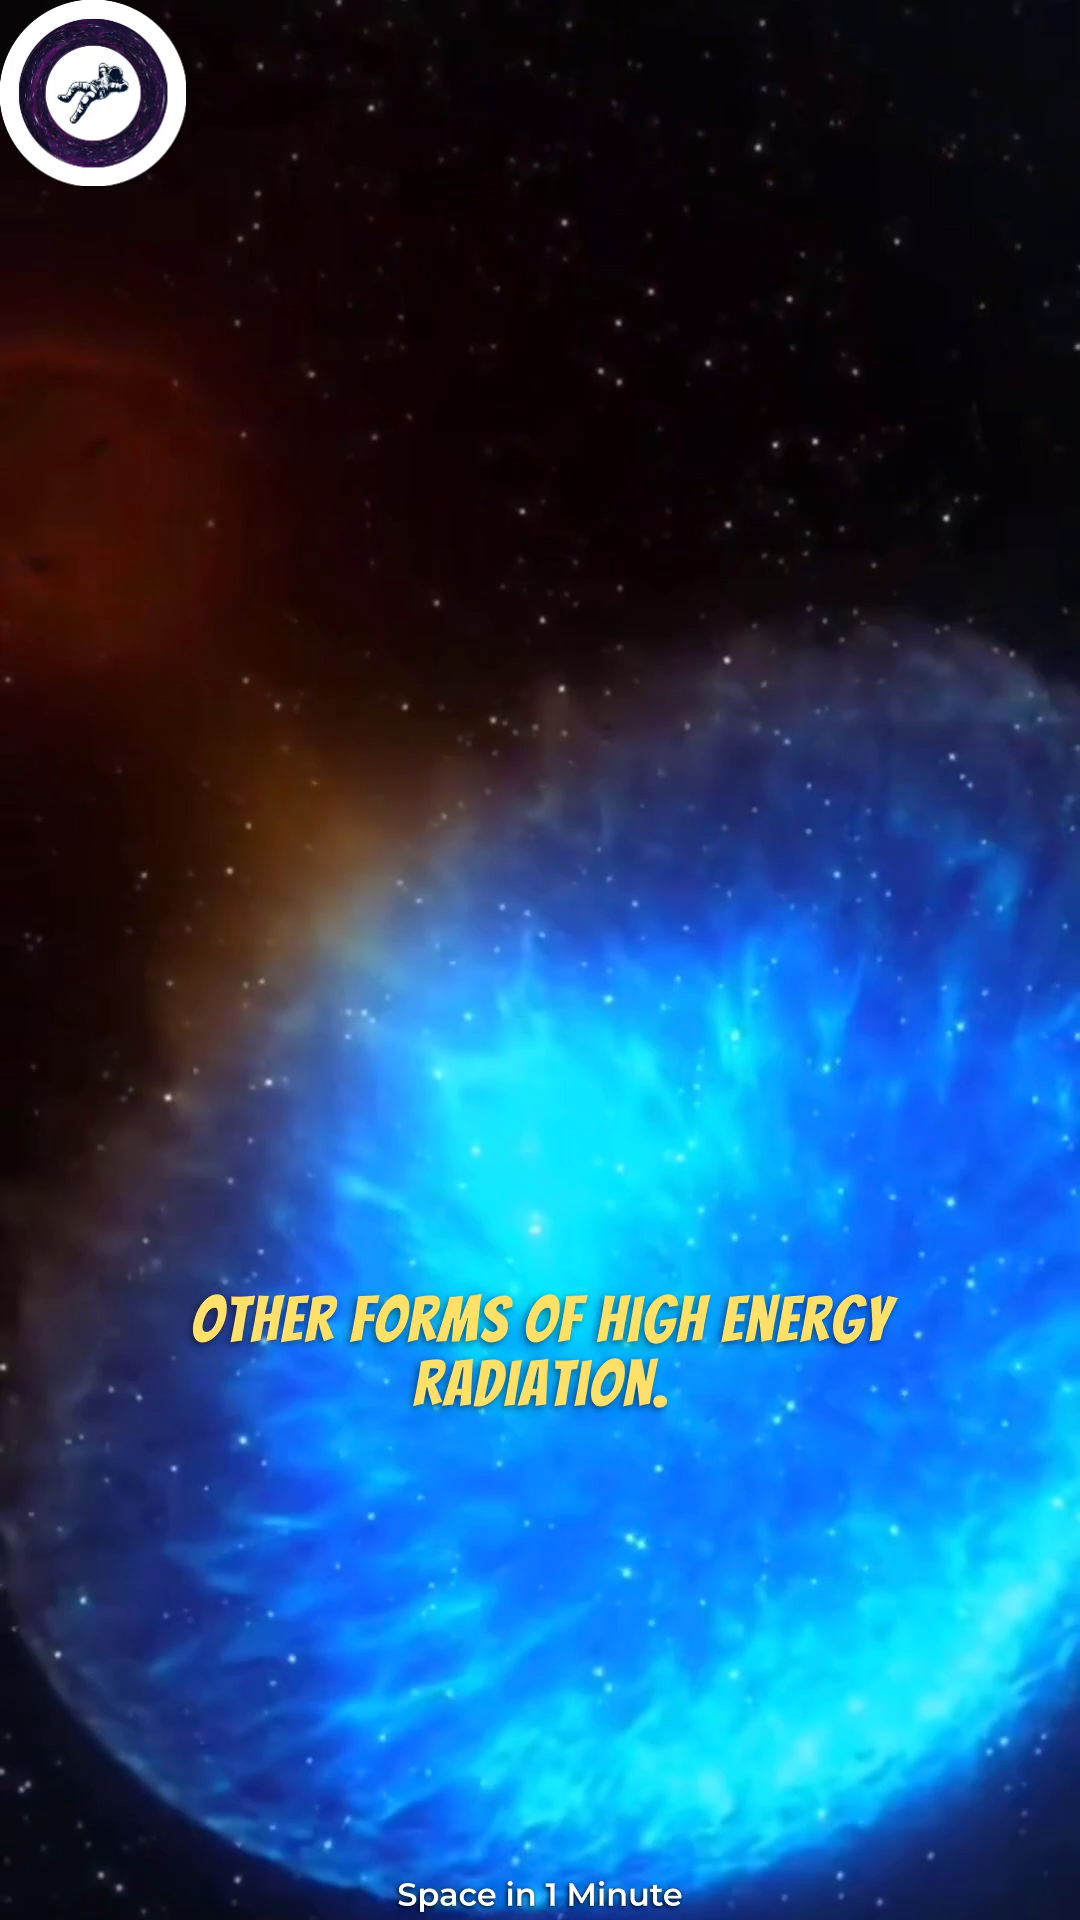 OTHER FORMS OF HIGH ENERGY
RADIATION.
Space in 1 Minute